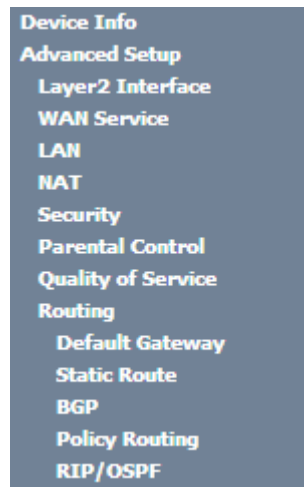 Device Info
Advanced Setup
Layer2 Interface
WAN Service
LAN
NAT
Security
Parental Control
Quality of Service
Routing
Default Gateway
Static Route
BGP
Policy Routing
RIP/OSPF